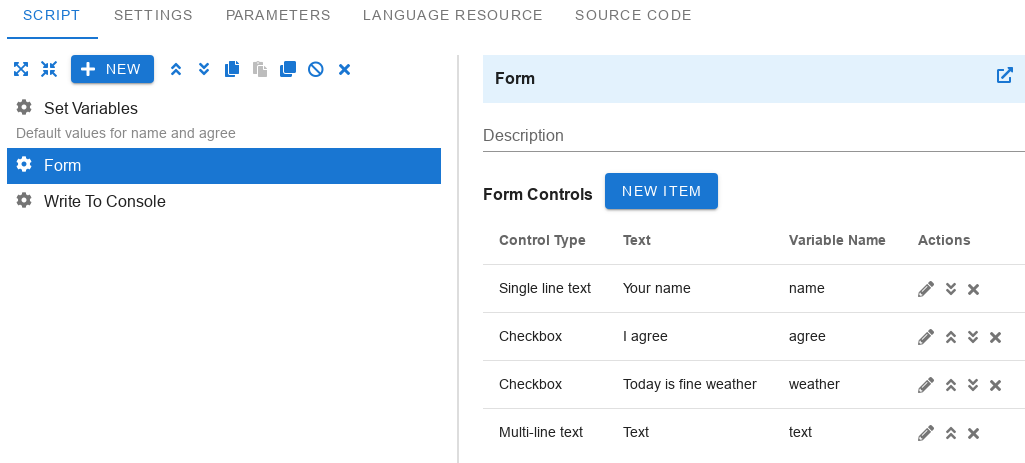 SCRIPT SETTINGS PARAMETERS LANGUAGE RESOURCE SOURCE CODE
NEW
Set Variables
Default values for name and agree
Form
Write To Console
Form
Description
Form Controls NEW ITEM
Control Type Text Variable Name Actions
Single line text Your name name
Checkbox I agree agree
Checkbox Today is fine weather weather
Multi-line text Text text